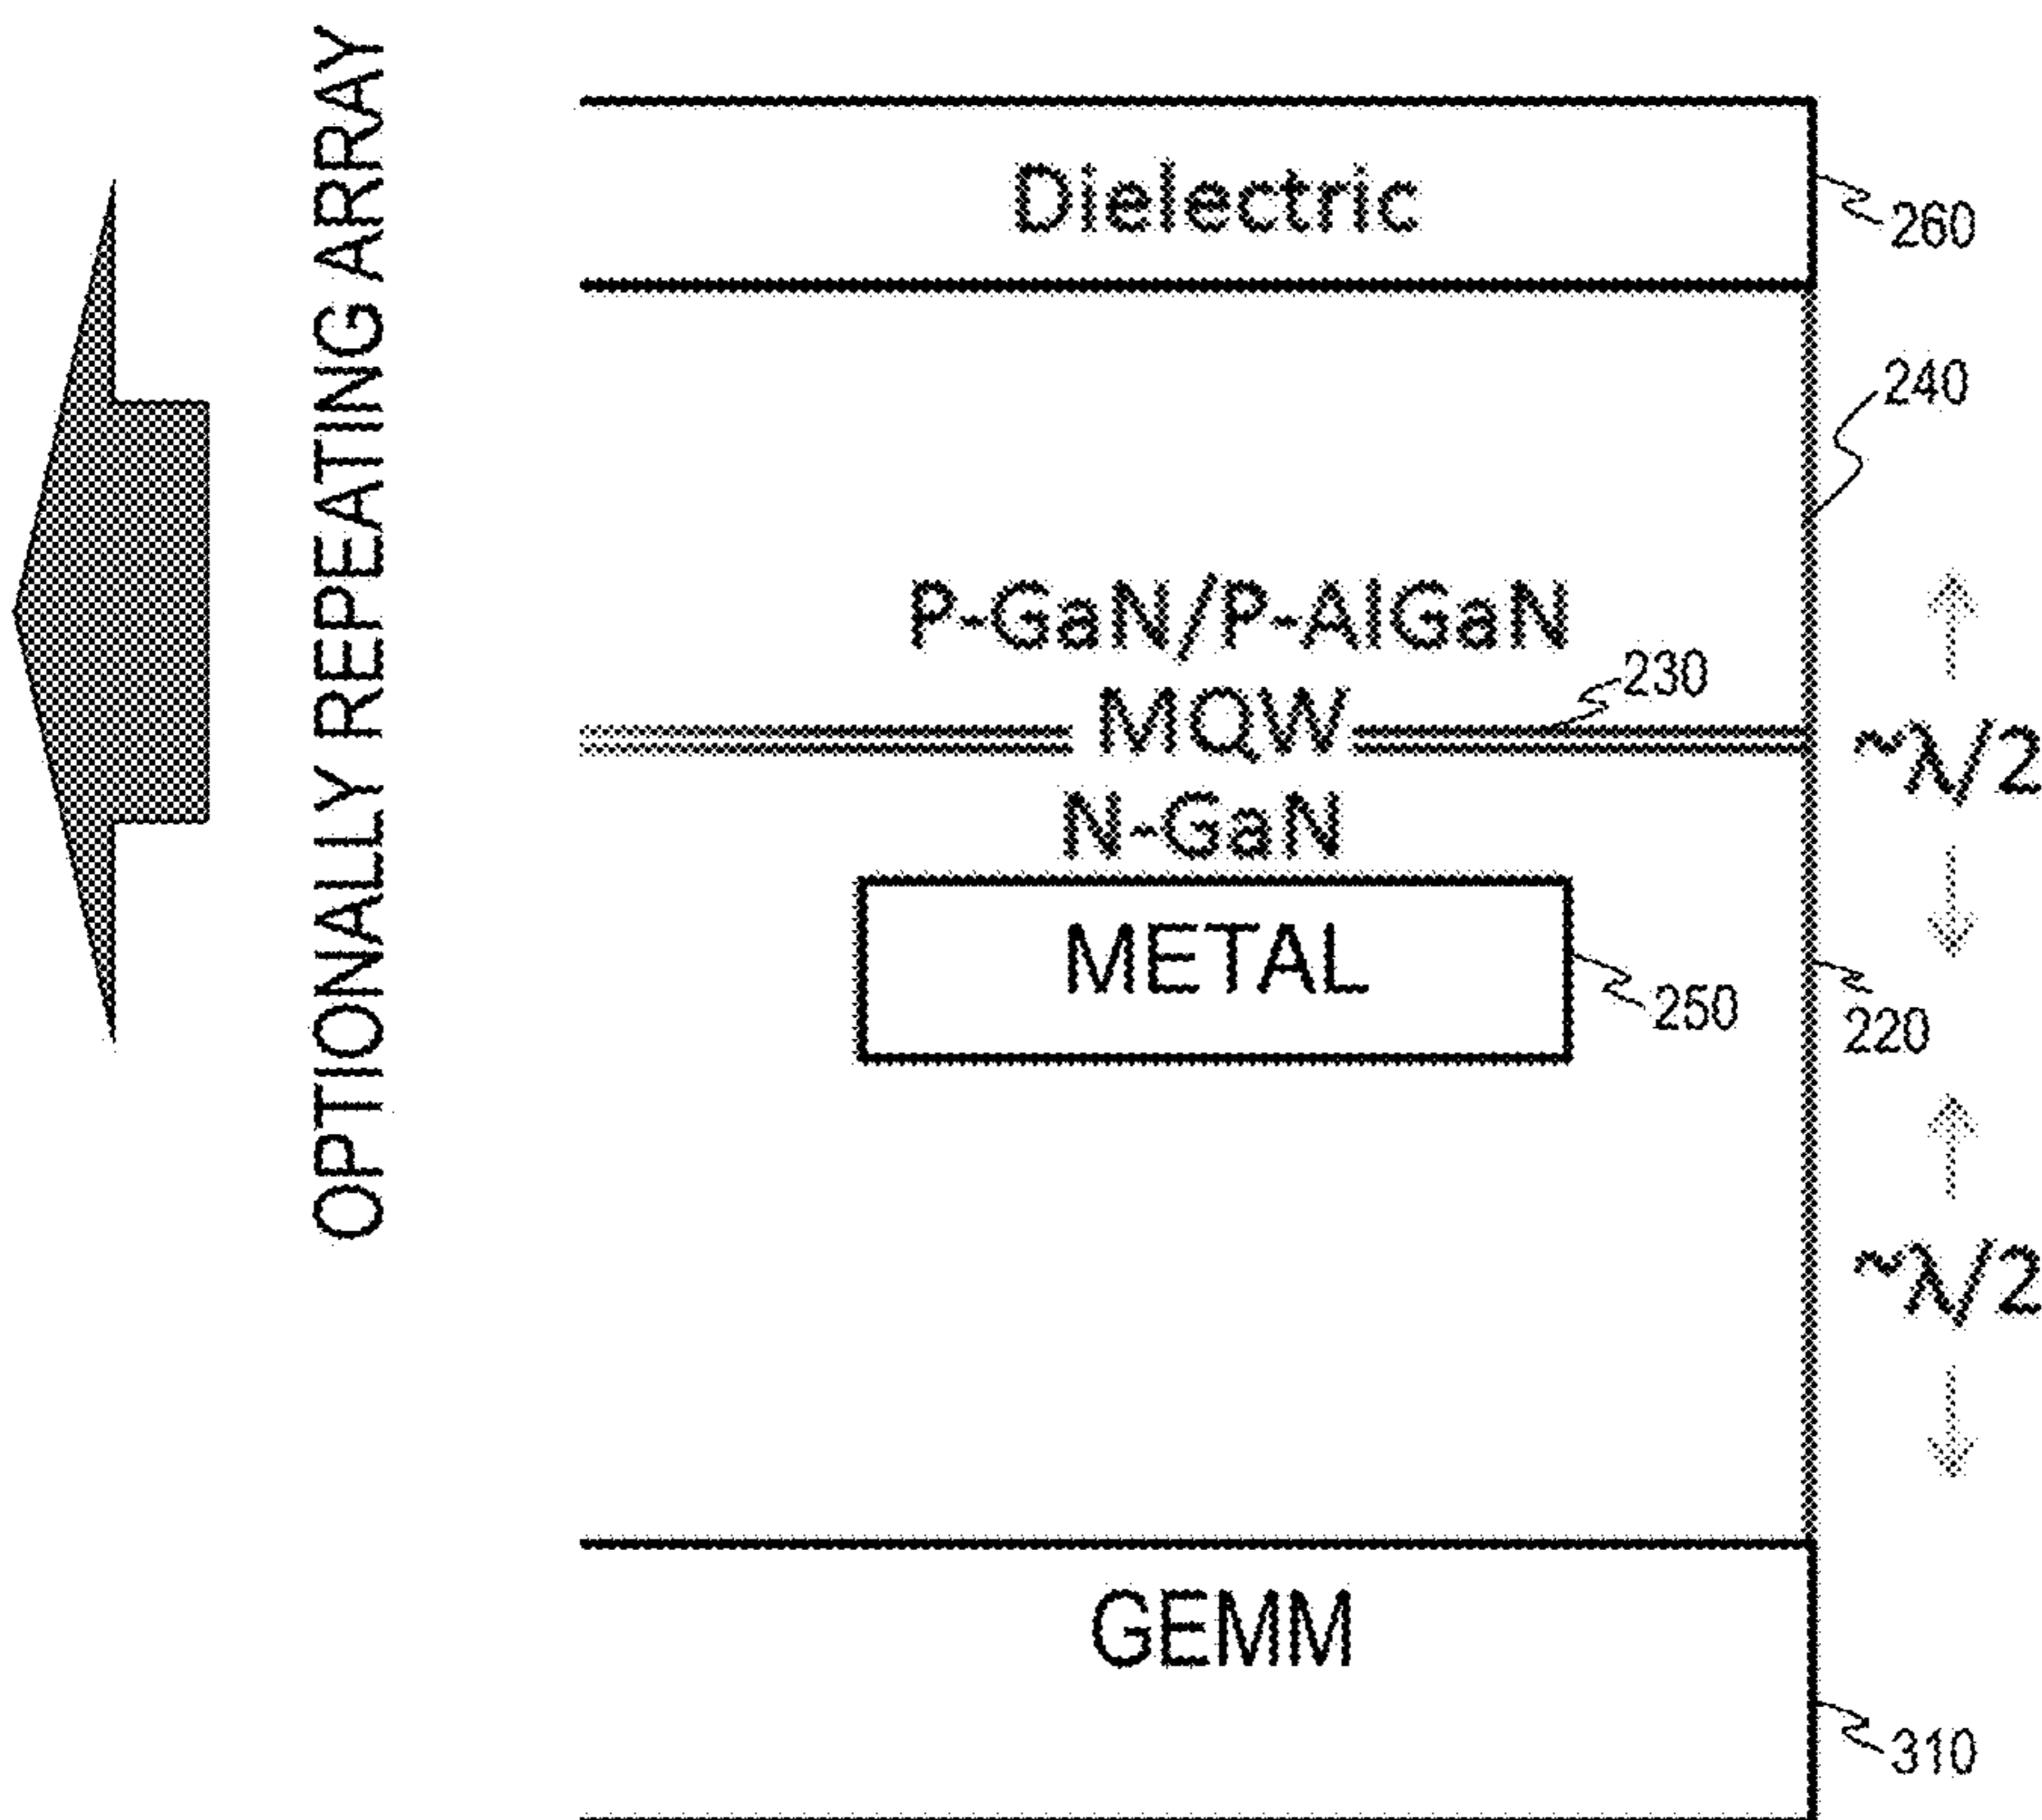 OPTIONALLY REPEATING ARRAY
Dielectric
260
240
P-GaN/P-AlGaN
230
MQW
~λ/2
N-GaN
METAL
250
220
~λ/2
GEMM
310